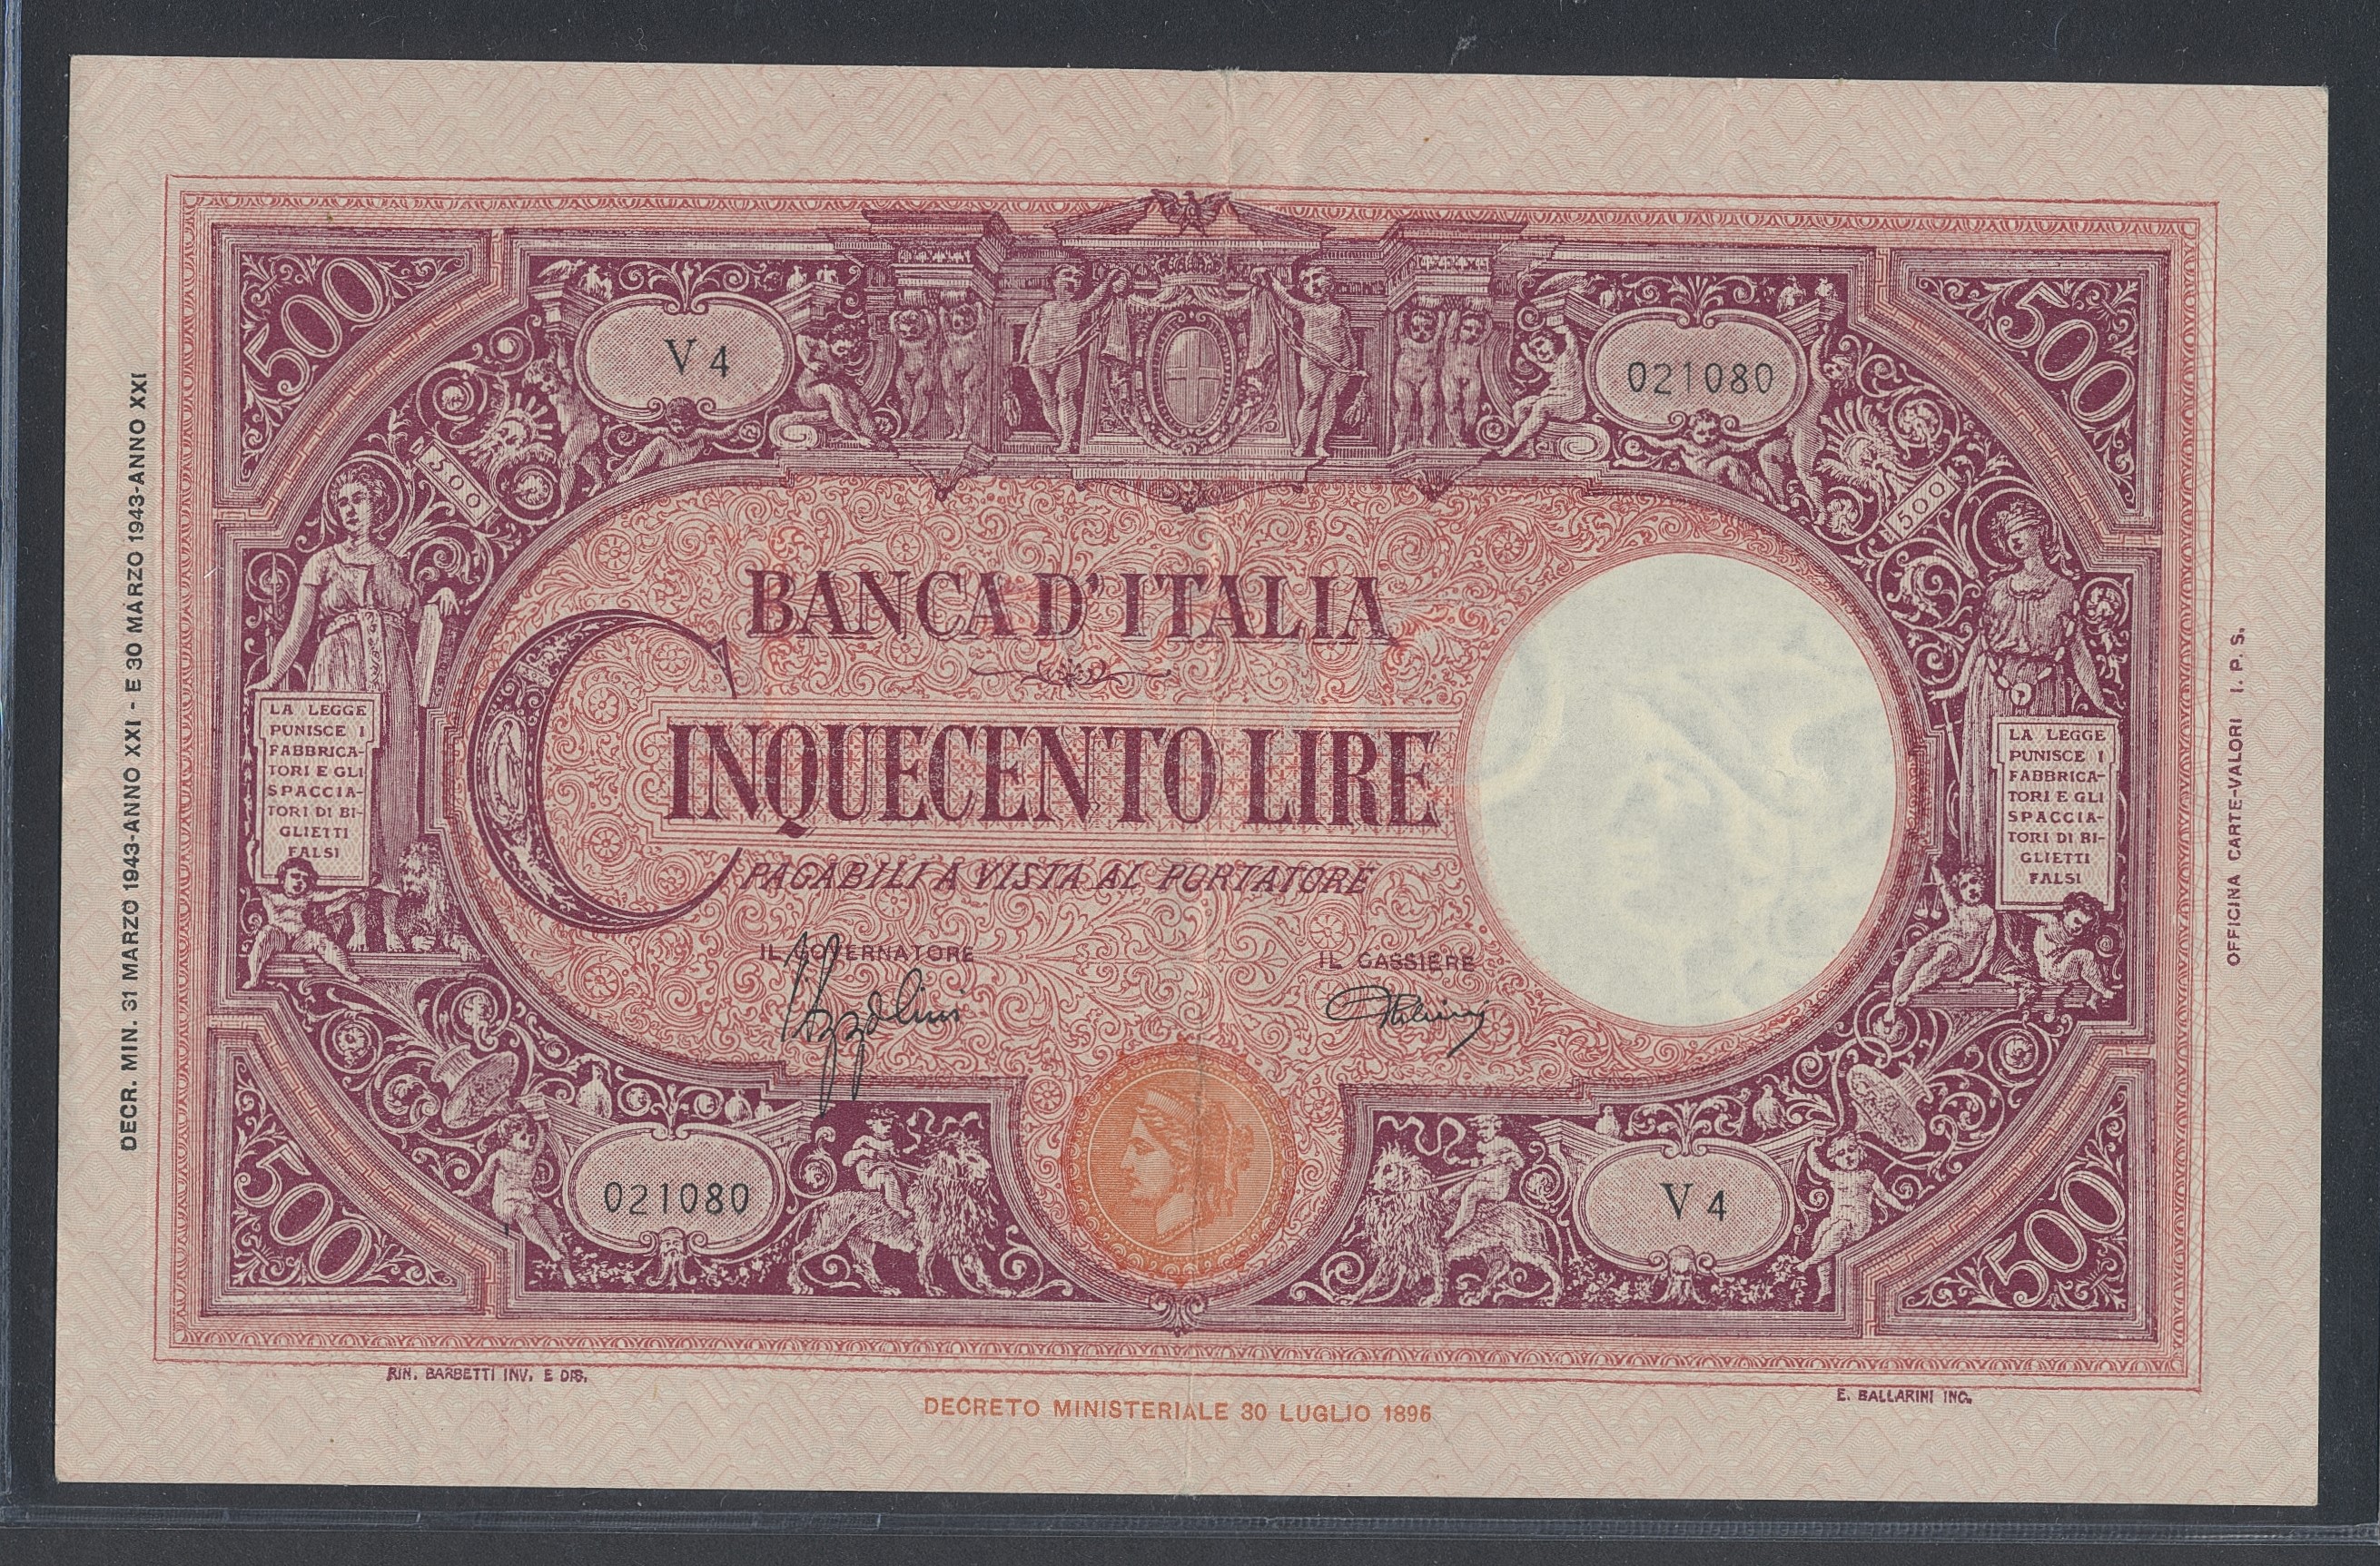 500
500
V 4
021080
500
500
BANCA D'ITALIA
CINQUECENTO LIRE
PAGABILI A VISTA AL PORTATORE
LA LEGGE
PUNISCE I
FABBRICA-
TORI E GLI
SPACCIA-
TORI DI BI-
GLIETTI
FALSI
LA LEGGE
PUNISCE I
FABBRICA-
TORI E GLI
SPACCIA-
TORI DI BI-
GLIETTI
FALSI
IL GOVERNATORE
IL CASSIERE
Azzolini
021080
V 4
500
500
RIN. BARBETTI INV. E DIS.
E. BALLARINI INC.
DECRETO MINISTERIALE 30 LUGLIO 1896
DECR. MIN. 31 MARZO 1943-ANNO XXI - E 30 MARZO 1943-ANNO XXI
OFFICINA CARTE-VALORI I. P. S.